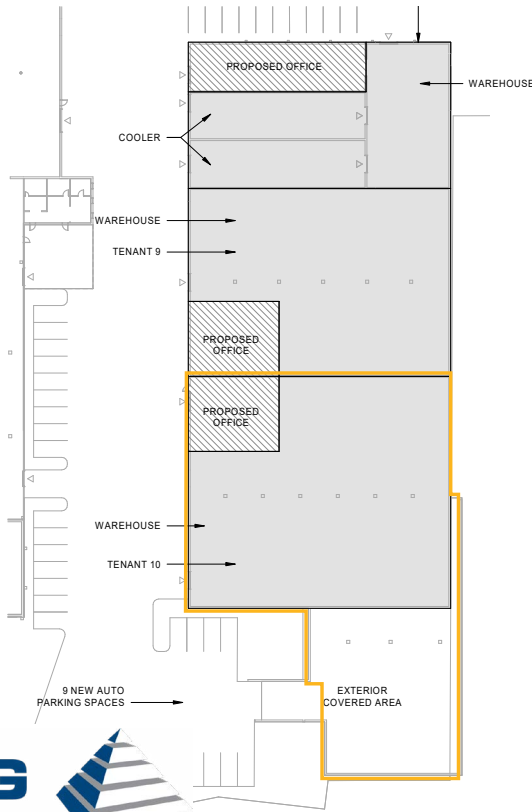 PROPOSED OFFICE
WAREHOUSE
COOLER
WAREHOUSE
TENANT 9
PROPOSED
OFFICE
PROPOSED
OFFICE
WAREHOUSE
TENANT 10
9 NEW AUTO
PARKING SPACES
EXTERIOR
COVERED AREA
G